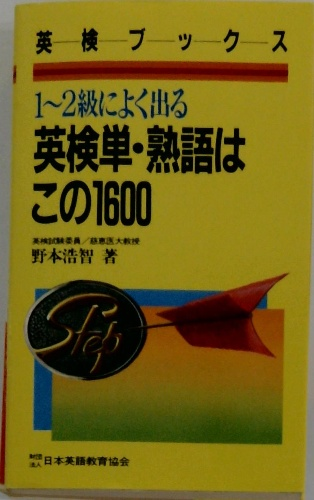 英─検─ブ─ッ─ク─ス
1〜2級によく出る
英検単・熟語は
この1600
英検試験委員／慈恵医大教授
野本浩智 著
Step
財団法人 日本英語教育協会